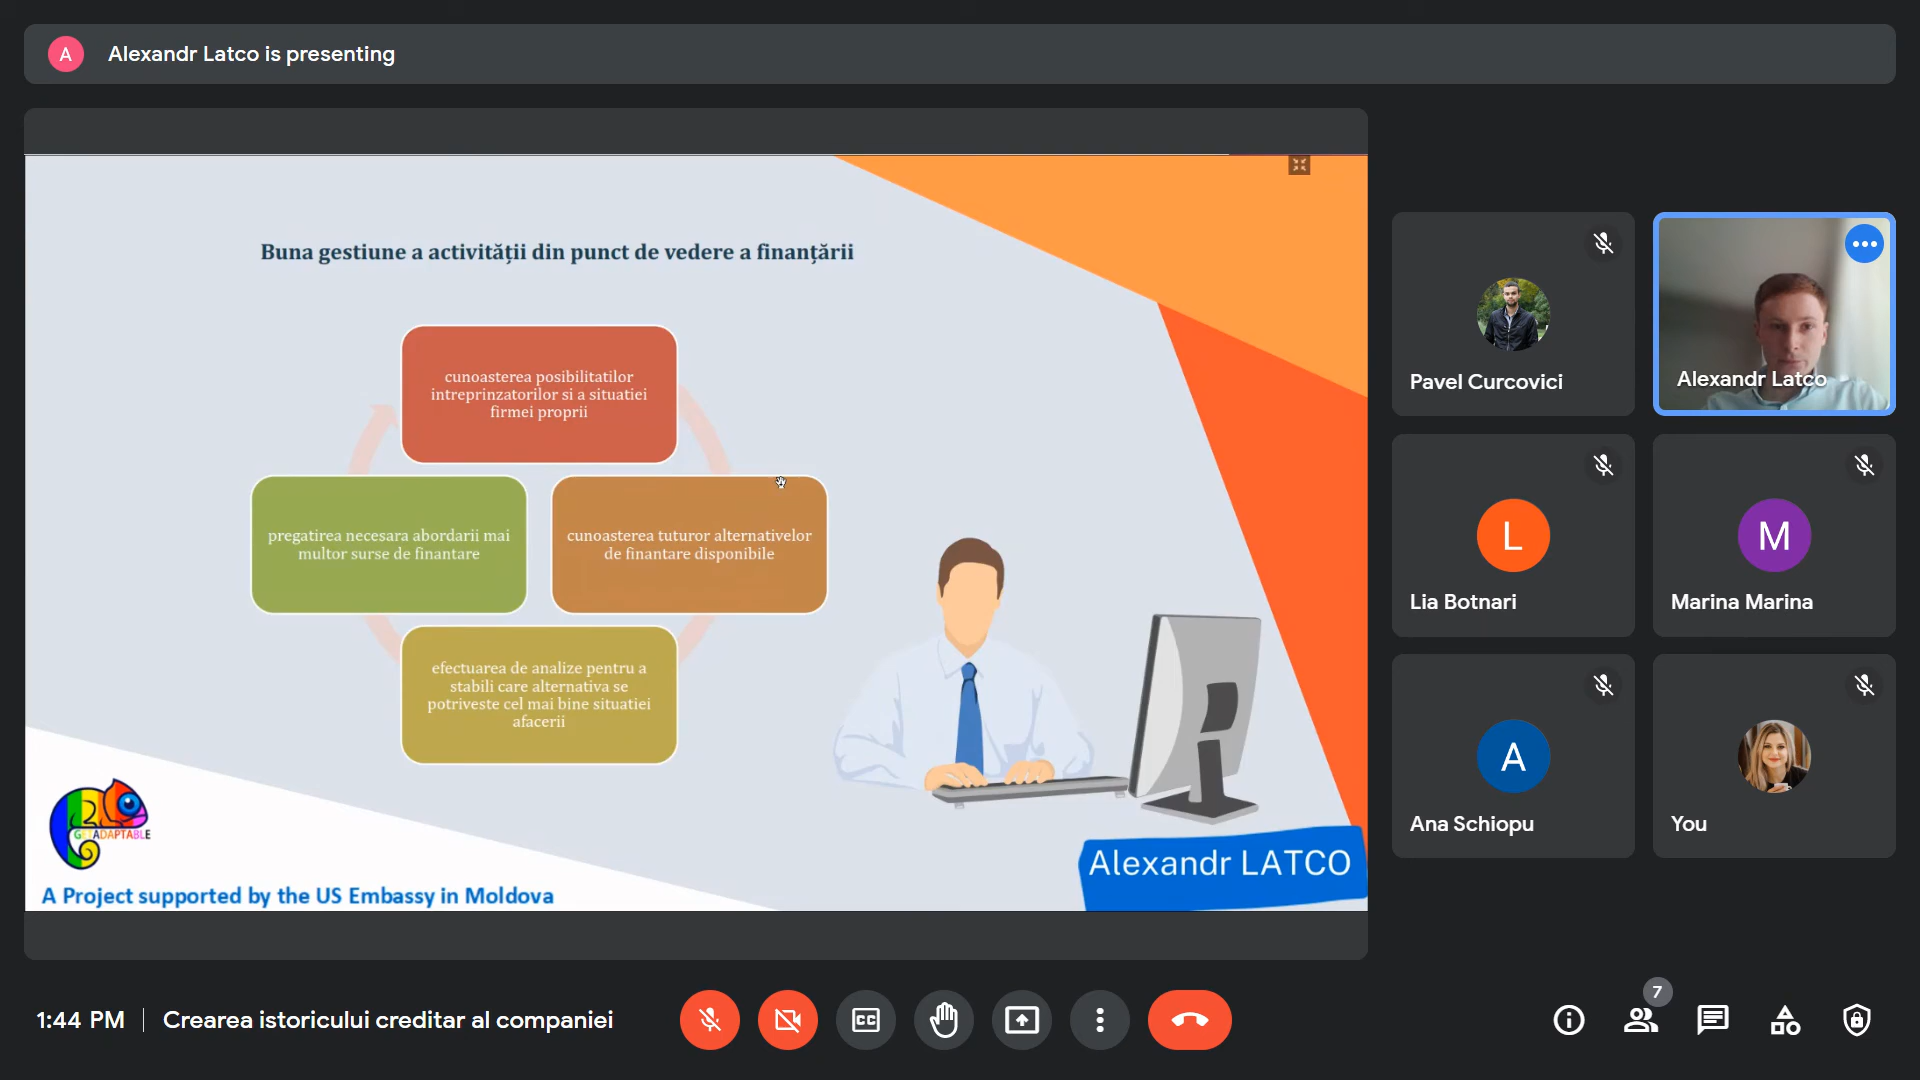 A
Alexandr Latco is presenting
Buna gestiune a activității din punct de vedere a finanțării
cunoasterea posibilitatilor
intreprinzatorilor si a situatiei
firmei proprii
pregatirea necesara abordarii mai
multor surse de finantare
cunoasterea tuturor alternativelor
de finantare disponibile
efectuarea de analize pentru a
stabili care alternativa se
potriveste cel mai bine situatiei
afacerii
GETADAPTABLE
A Project supported by the US Embassy in Moldova
Alexandr LATCO
Pavel Curcovici
Alexandr Latco
L
Lia Botnari
M
Marina Marina
A
Ana Schiopu
You
1:44 PM
Crearea istoricului creditar al companiei
CC
7